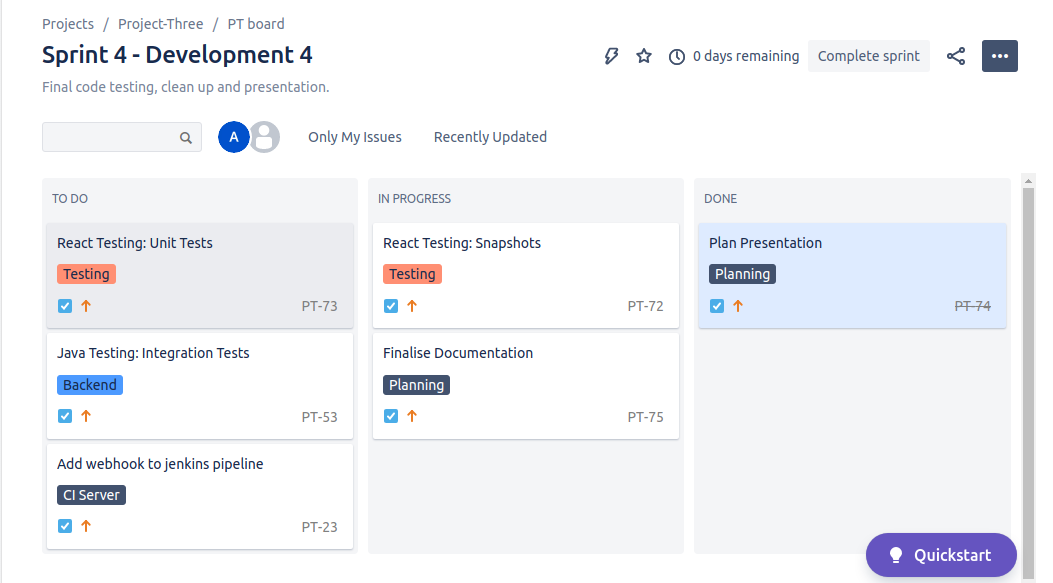 Projects / Project-Three / PT board
Sprint 4 - Development 4
0 days remaining
Complete sprint
Final code testing, clean up and presentation.
A
Only My Issues
Recently Updated
TO DO
React Testing: Unit Tests
Testing
PT-73
Java Testing: Integration Tests
Backend
PT-53
Add webhook to jenkins pipeline
CI Server
PT-23
IN PROGRESS
React Testing: Snapshots
Testing
PT-72
Finalise Documentation
Planning
PT-75
DONE
Plan Presentation
Planning
PT-74
Quickstart